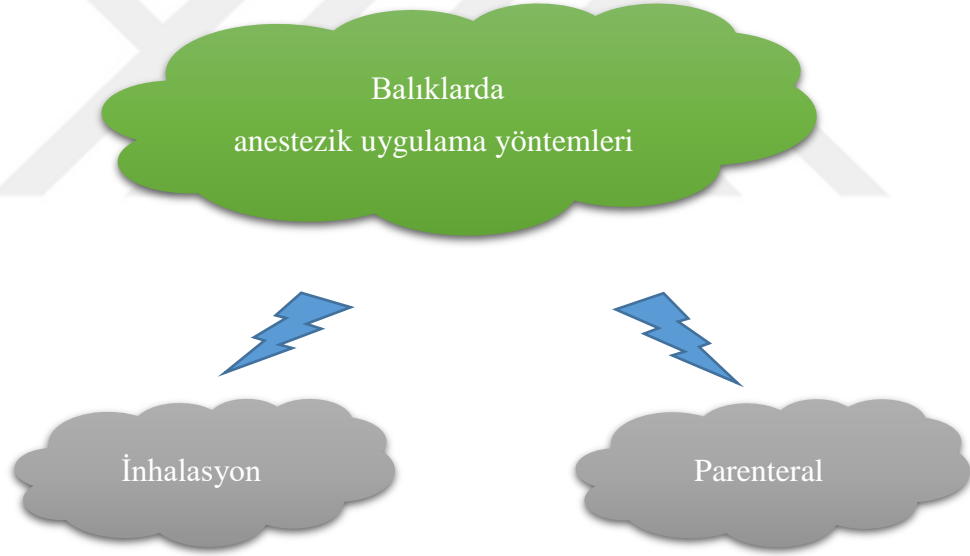 Balıklarda
anestezik uygulama yöntemleri
İnhalasyon
Parenteral